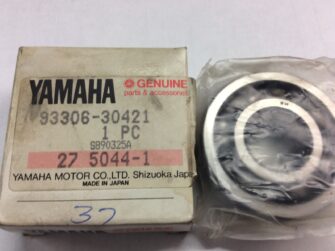 YAMAHA
GENUINE
parts & accessories
93306-30421
1 PC
SB90325A
27 5044-1
YAMAHA MOTOR CO., LTD. Shizuoka Japa
MADE IN JAPAN
37